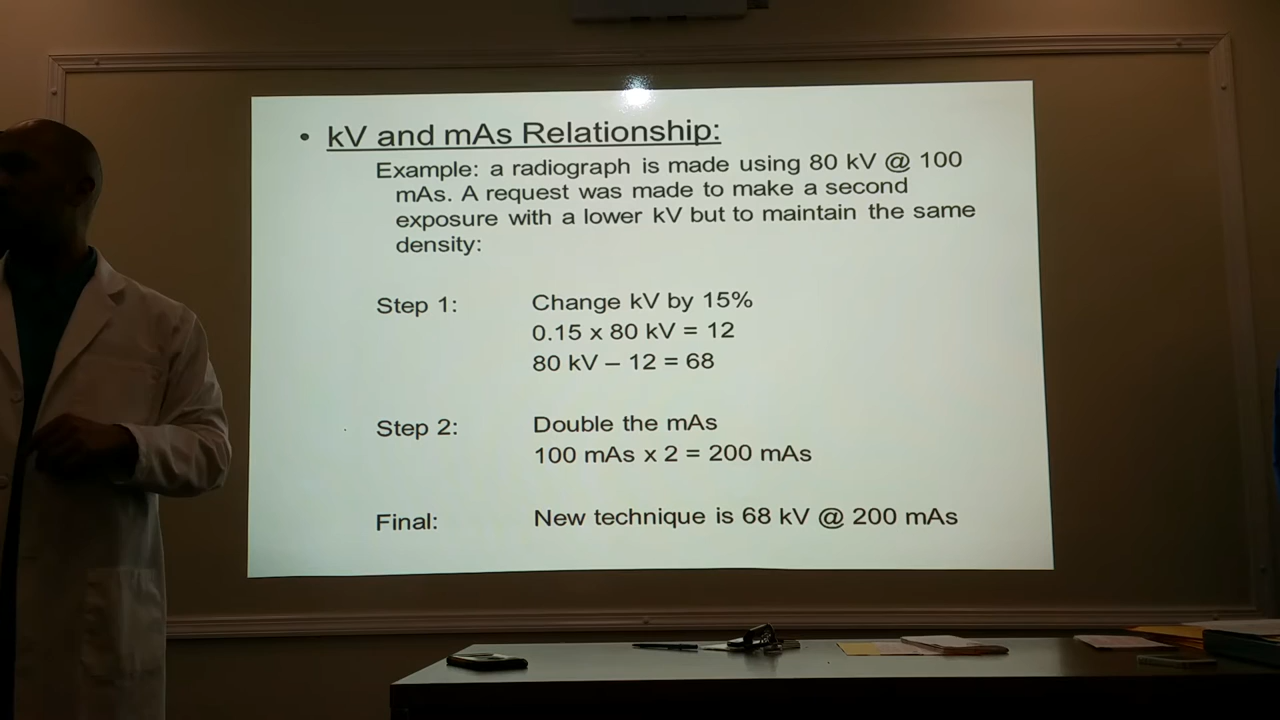 • kV and mAs Relationship:
Example: a radiograph is made using 80 kV @ 100
mAs. A request was made to make a second
exposure with a lower kV but to maintain the same
density:
Step 1: Change kV by 15%
0.15 x 80 kV = 12
80 kV – 12 = 68
Step 2: Double the mAs
100 mAs x 2 = 200 mAs
Final: New technique is 68 kV @ 200 mAs